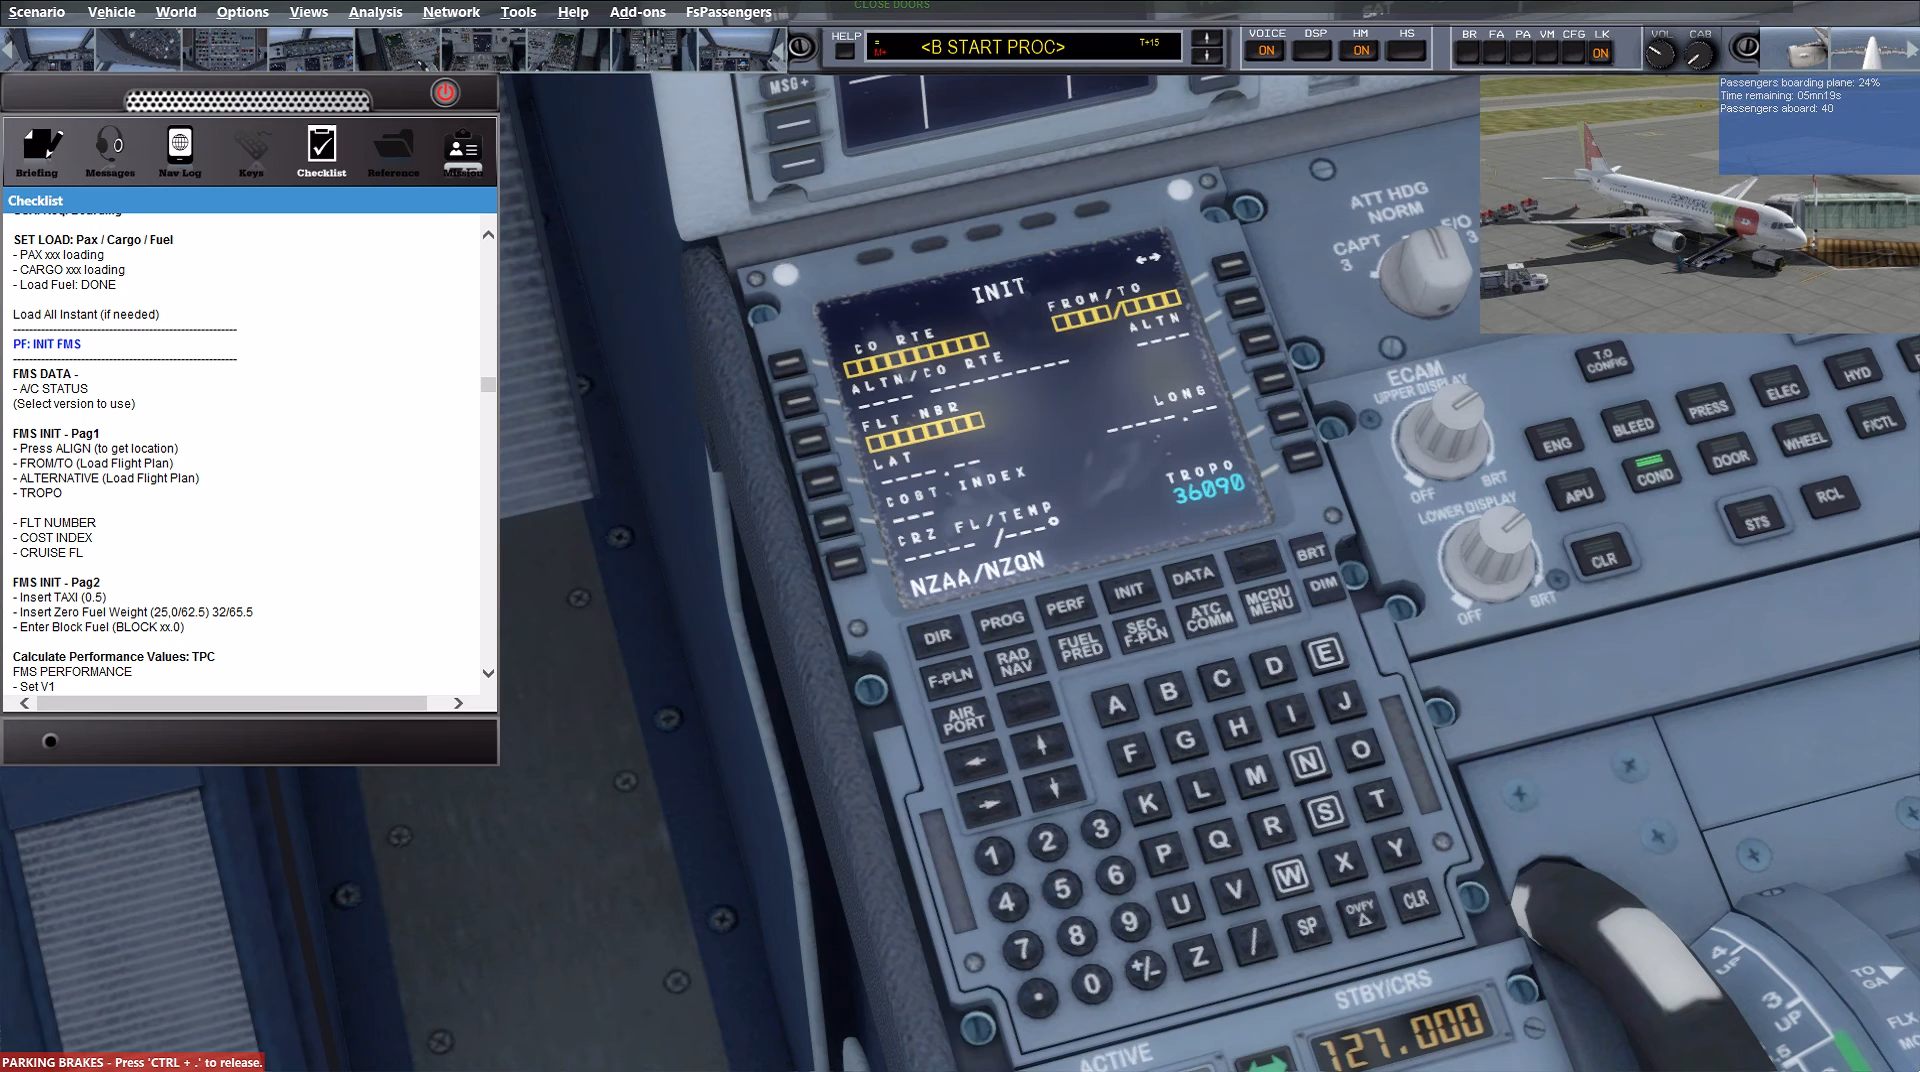 Scenario Vehicle World Options Views Analysis Network Tools Help Add-ons FsPassengers
CLOSE DOORS
HELP
=
M+
<B START PROC>
T+15
VOICE DSP HM HS
ON ON
BR FA PA VM CFG LK
ON
VOL CAB
Passengers boarding plane: 24%
Time remaining: 05mn19s
Passengers aboard: 40
PORTUGAL
Briefing Messages Nav Log Keys Checklist Reference Mission
Checklist
SET LOAD: Pax / Cargo / Fuel
- PAX xxx loading
- CARGO xxx loading
- Load Fuel: DONE
Load All Instant (if needed)
PF: INIT FMS
FMS DATA -
- A/C STATUS
(Select version to use)
FMS INIT - Pag1
- Press ALIGN (to get location)
- FROM/TO (Load Flight Plan)
- ALTERNATIVE (Load Flight Plan)
- TROPO
- FLT NUMBER
- COST INDEX
- CRUISE FL
FMS INIT - Pag2
- Insert TAXI (0.5)
- Insert Zero Fuel Weight (25,0/62.5) 32/65.5
- Enter Block Fuel (BLOCK xx.0)
Calculate Performance Values: TPC
FMS PERFORMANCE
- Set V1
PARKING BRAKES - Press 'CTRL + .' to release.
MSG+
INIT
CO RTE FROM/TO
ALTN/CO RTE ALTN
FLT NBR LONG
LAT
COST INDEX TROPO
36090
CRZ FL/TEMP
NZAA/NZQN
DIR PROG PERF INIT DATA BRT
F-PLN RAD NAV FUEL PRED SEC F-PLN ATC COMM MCDU MENU DIM
AIR PORT
A B C D E
F G H I J
K L M N O
P Q R S T
U V W X Y
Z / SP OVFY CLR
1 2 3
4 5 6
7 8 9
. 0 +/-
ATT HDG
NORM
CAPT F/O
3 3
ECAM
UPPER DISPLAY
OFF BRT
LOWER DISPLAY
OFF BRT
T.O CONFIG
ENG BLEED PRESS ELEC HYD
APU COND DOOR WHEEL F/CTL
CLR STS RCL
STBY/CRS
127.000
ACTIVE
4 UP
3 UP
TO GA
FLX